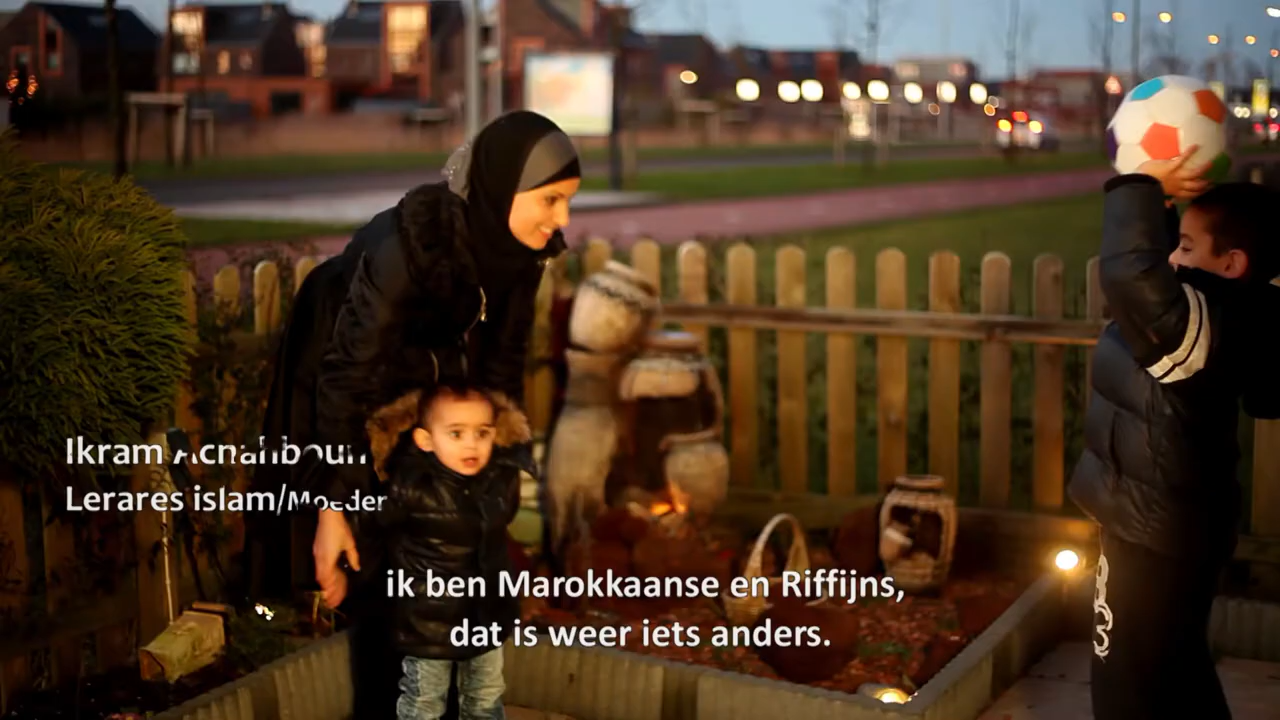 Ikram
Lerares islam/Moeder
ik ben Marokkaanse en Riffijns,
dat is weer iets anders.